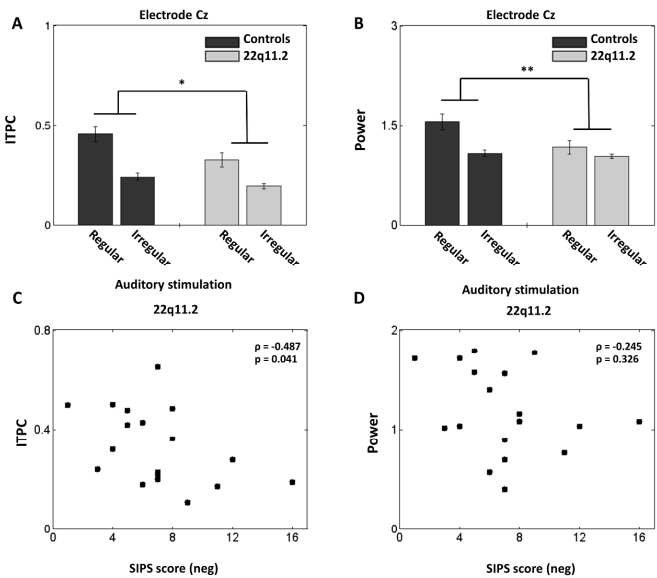 A
Electrode Cz
1
Controls
22q11.2
*
0.5
ITPC
0
Regular
Irregular
Regular
Irregular
Auditory stimulation
B
Electrode Cz
3
Controls
22q11.2
**
1.5
Power
0
Regular
Irregular
Regular
Irregular
Auditory stimulation
C
22q11.2
0.8
ρ = -0.487
p = 0.041
ITPC
0.4
0
0 4 8 12 16
SIPS score (neg)
D
22q11.2
2
ρ = -0.245
p = 0.326
Power
1
0
0 4 8 12 16
SIPS score (neg)